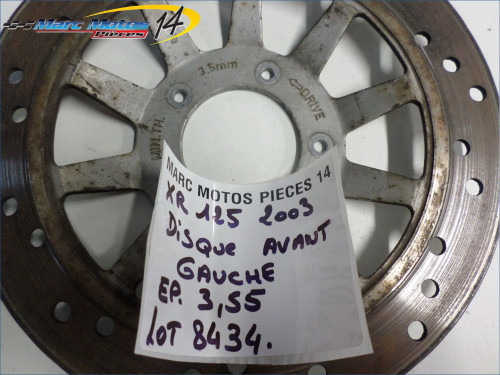 Marc Motos 14
PIECES
3,5mm
⇦DRIVE
MIN.TH.
MARC MOTOS PIECES 14
XR 125 2003
DISQUE AVANT
GAUCHE
EP. 3,55
LOT 8434.